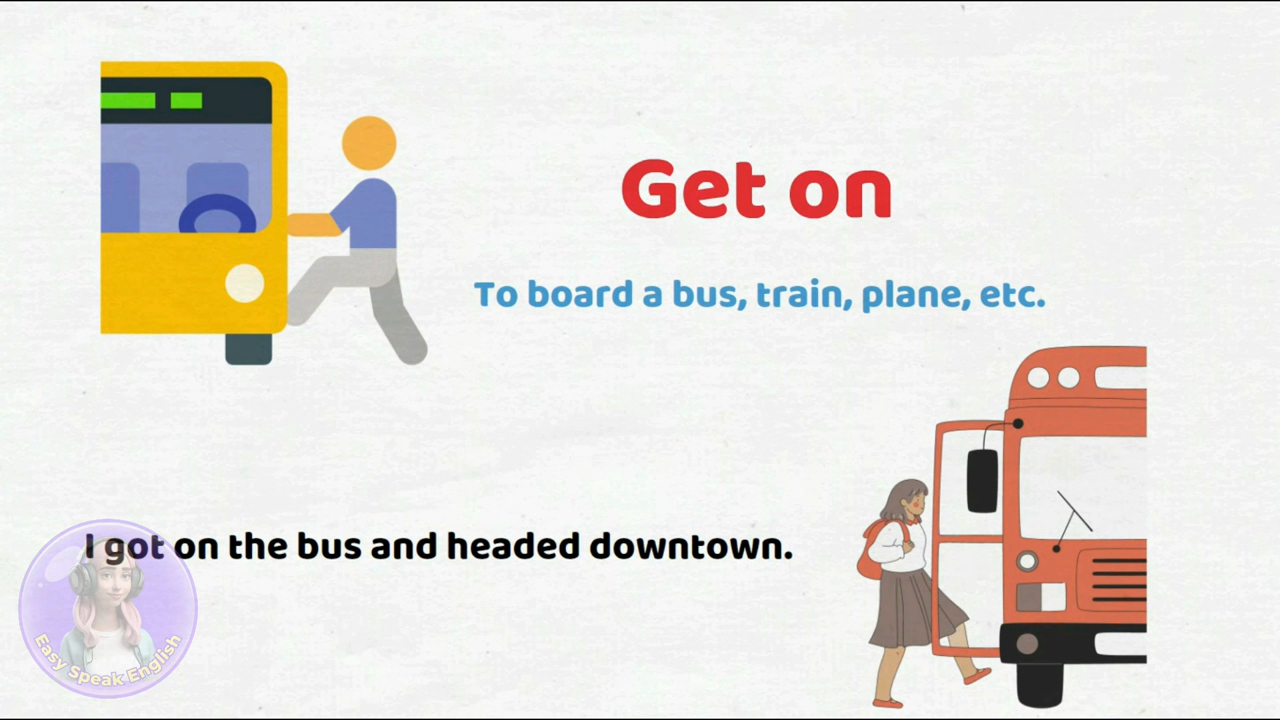 Get on
To board a bus, train, plane, etc.
I got on the bus and headed downtown.
Easy Speak English